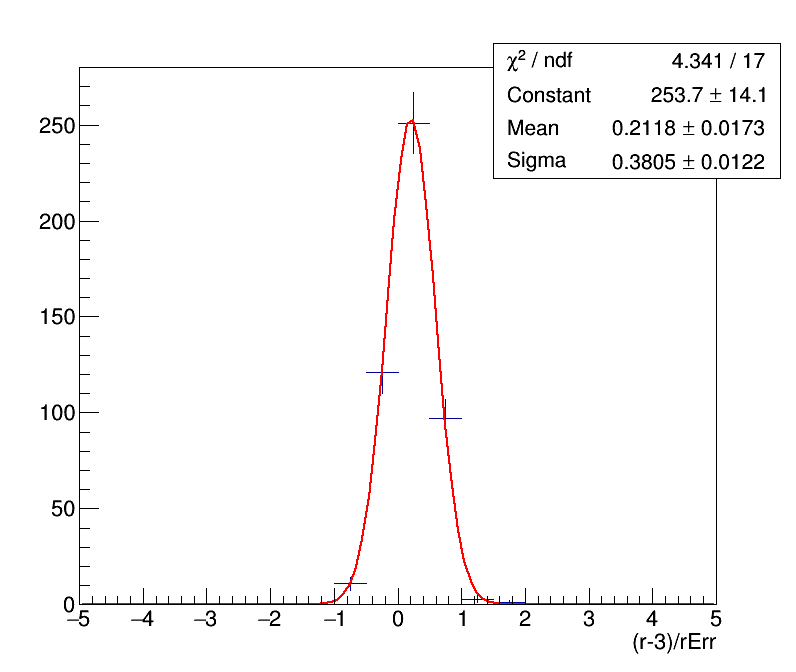 χ² / ndf 4.341 / 17
Constant 253.7 ± 14.1
Mean 0.2118 ± 0.0173
Sigma 0.3805 ± 0.0122
250
200
150
100
50
0
−5 −4 −3 −2 −1 0 1 2 3 4 5
(r-3)/rErr